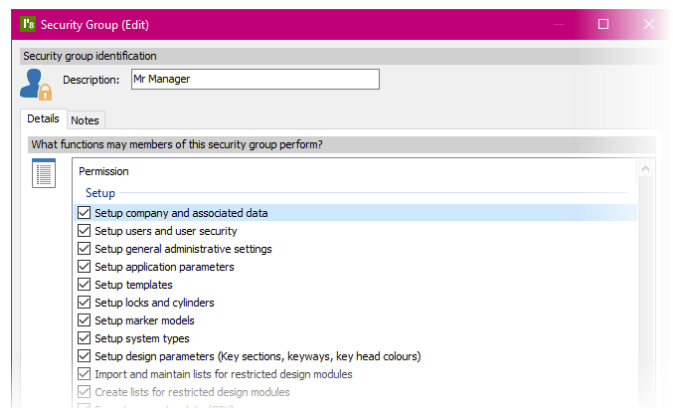 I's Security Group (Edit)
Security group identification
Description: Mr Manager
Details Notes
What functions may members of this security group perform?
Permission
Setup
Setup company and associated data
Setup users and user security
Setup general administrative settings
Setup application parameters
Setup templates
Setup locks and cylinders
Setup marker models
Setup system types
Setup design parameters (Key sections, keyways, key head colours)
Import and maintain lists for restricted design modules
Create lists for restricted design modules